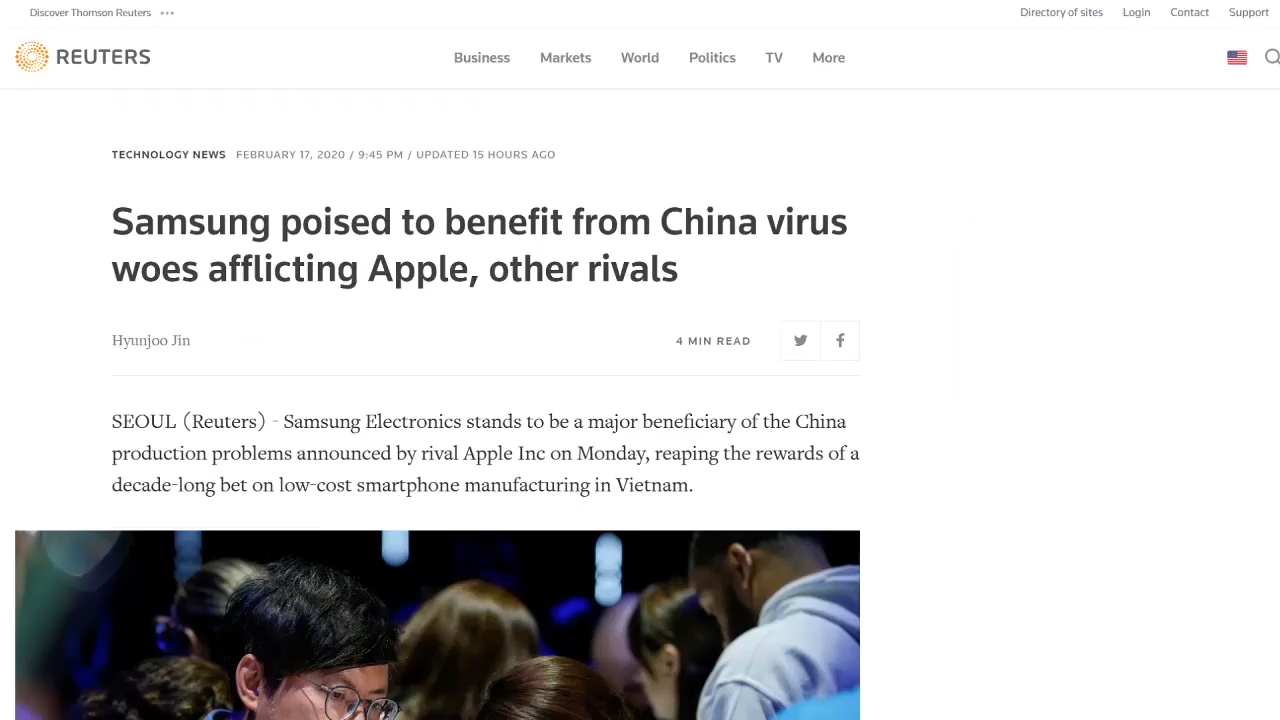 Discover Thomson Reuters
Directory of sites Login Contact Support
REUTERS
Business Markets World Politics TV More
TECHNOLOGY NEWS FEBRUARY 17, 2020 / 9:45 PM / UPDATED 15 HOURS AGO
Samsung poised to benefit from China virus
woes afflicting Apple, other rivals
Hyunjoo Jin
4 MIN READ
SEOUL (Reuters) - Samsung Electronics stands to be a major beneficiary of the China
production problems announced by rival Apple Inc on Monday, reaping the rewards of a
decade-long bet on low-cost smartphone manufacturing in Vietnam.